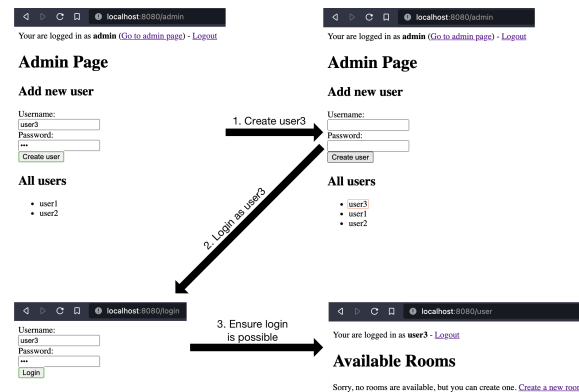 localhost:8080/admin
Your are logged in as admin (Go to admin page) - Logout
Admin Page
Add new user
Username:
user3
Password:
•••
Create user
All users
user1
user2
1. Create user3
localhost:8080/admin
Your are logged in as admin (Go to admin page) - Logout
Admin Page
Add new user
Username:
Password:
Create user
All users
user3
user1
user2
2. Login as user3
localhost:8080/login
Username:
user3
Password:
•••
Login
3. Ensure login
is possible
localhost:8080/user
Your are logged in as user3 - Logout
Available Rooms
Sorry, no rooms are available, but you can create one. Create a new roor